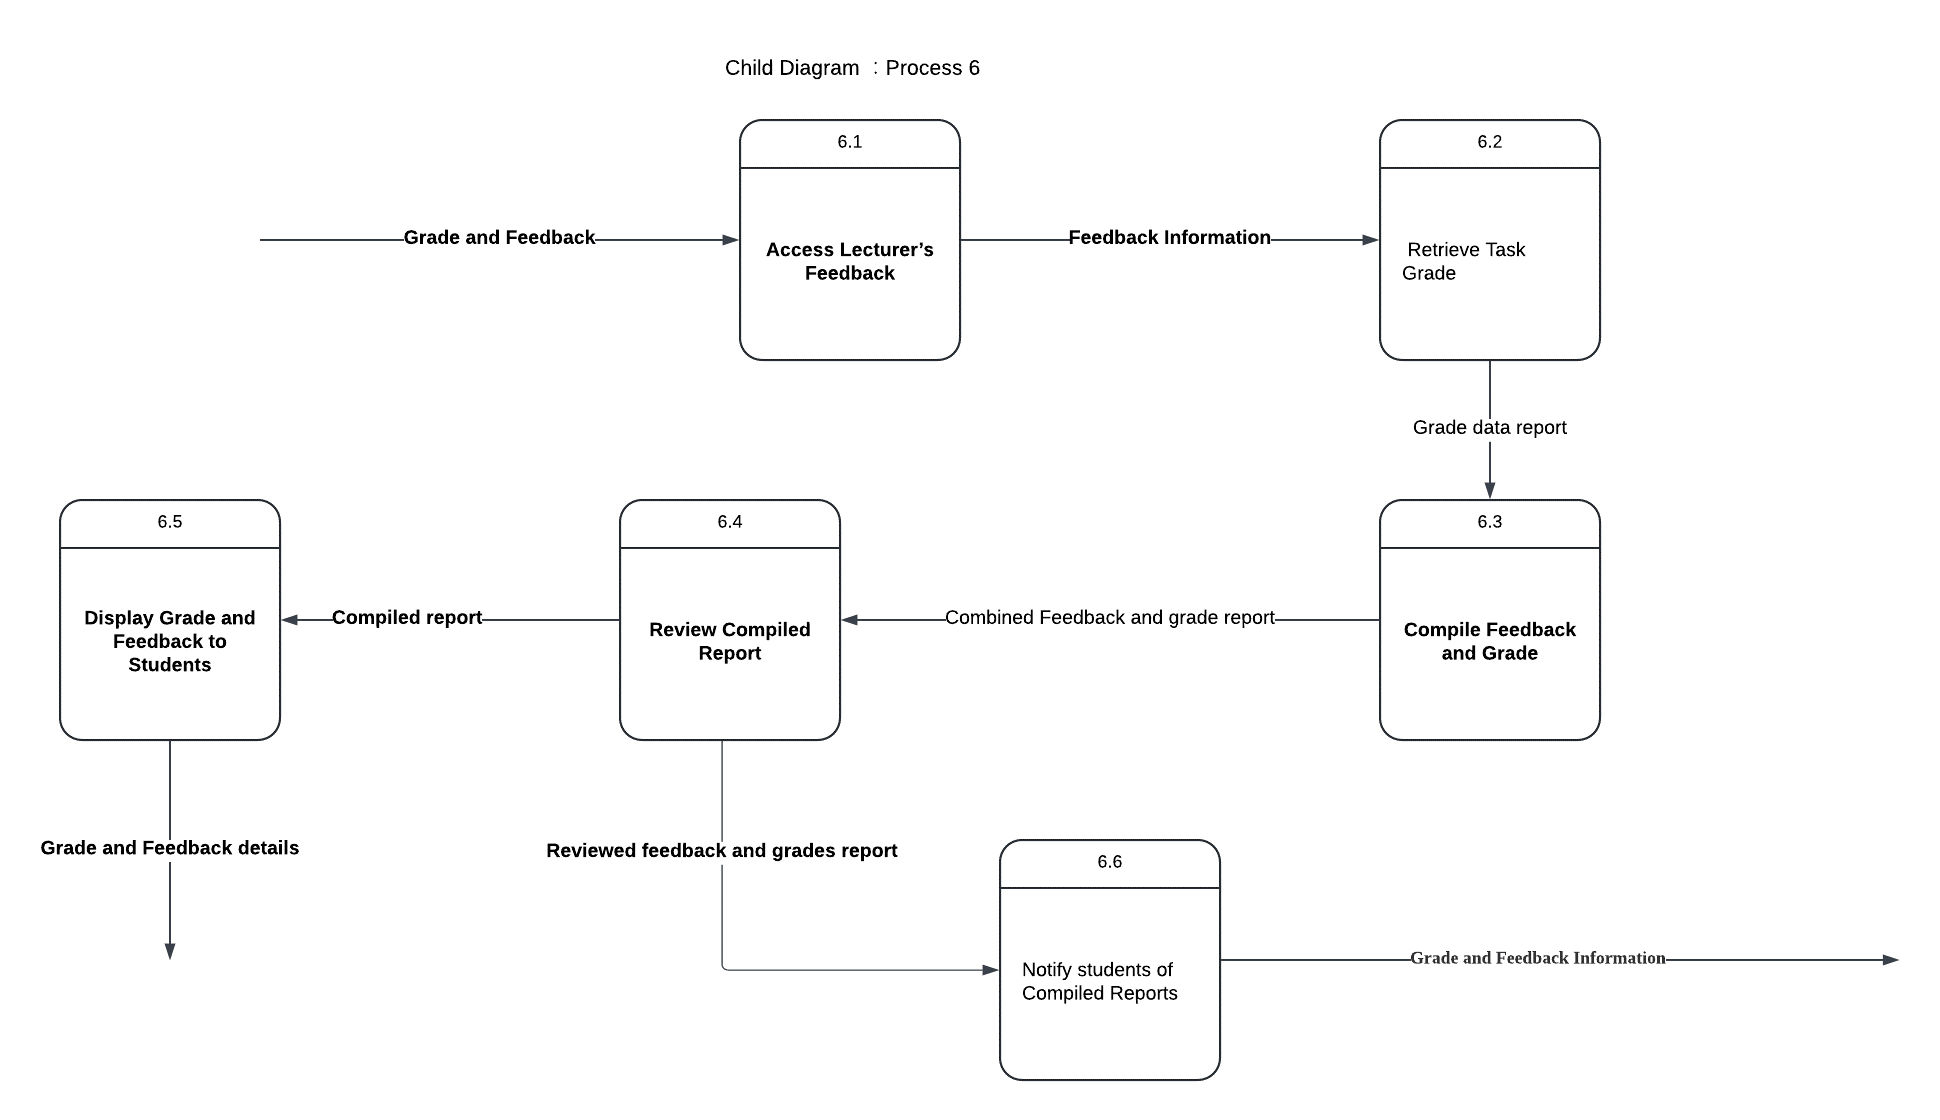 Child Diagram : Process 6
6.1
Access Lecturer’s
Feedback
6.2
Retrieve Task
Grade
Grade and Feedback
Feedback Information
Grade data report
6.5
Display Grade and
Feedback to
Students
6.4
Review Compiled
Report
6.3
Compile Feedback
and Grade
Compiled report
Combined Feedback and grade report
Grade and Feedback details
Reviewed feedback and grades report
6.6
Notify students of
Compiled Reports
Grade and Feedback Information